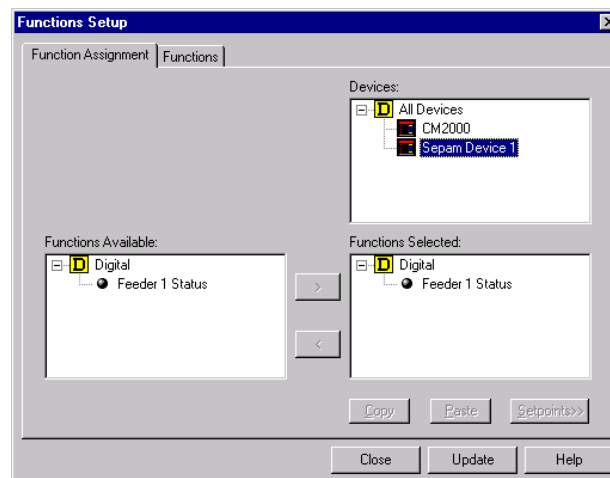 Functions Setup
Function Assignment
Functions
Devices:
D All Devices
CM2000
Sepam Device 1
Functions Available:
D Digital
Feeder 1 Status
>
<
Functions Selected:
D Digital
Feeder 1 Status
Copy
Paste
Setpoints>>
Close
Update
Help